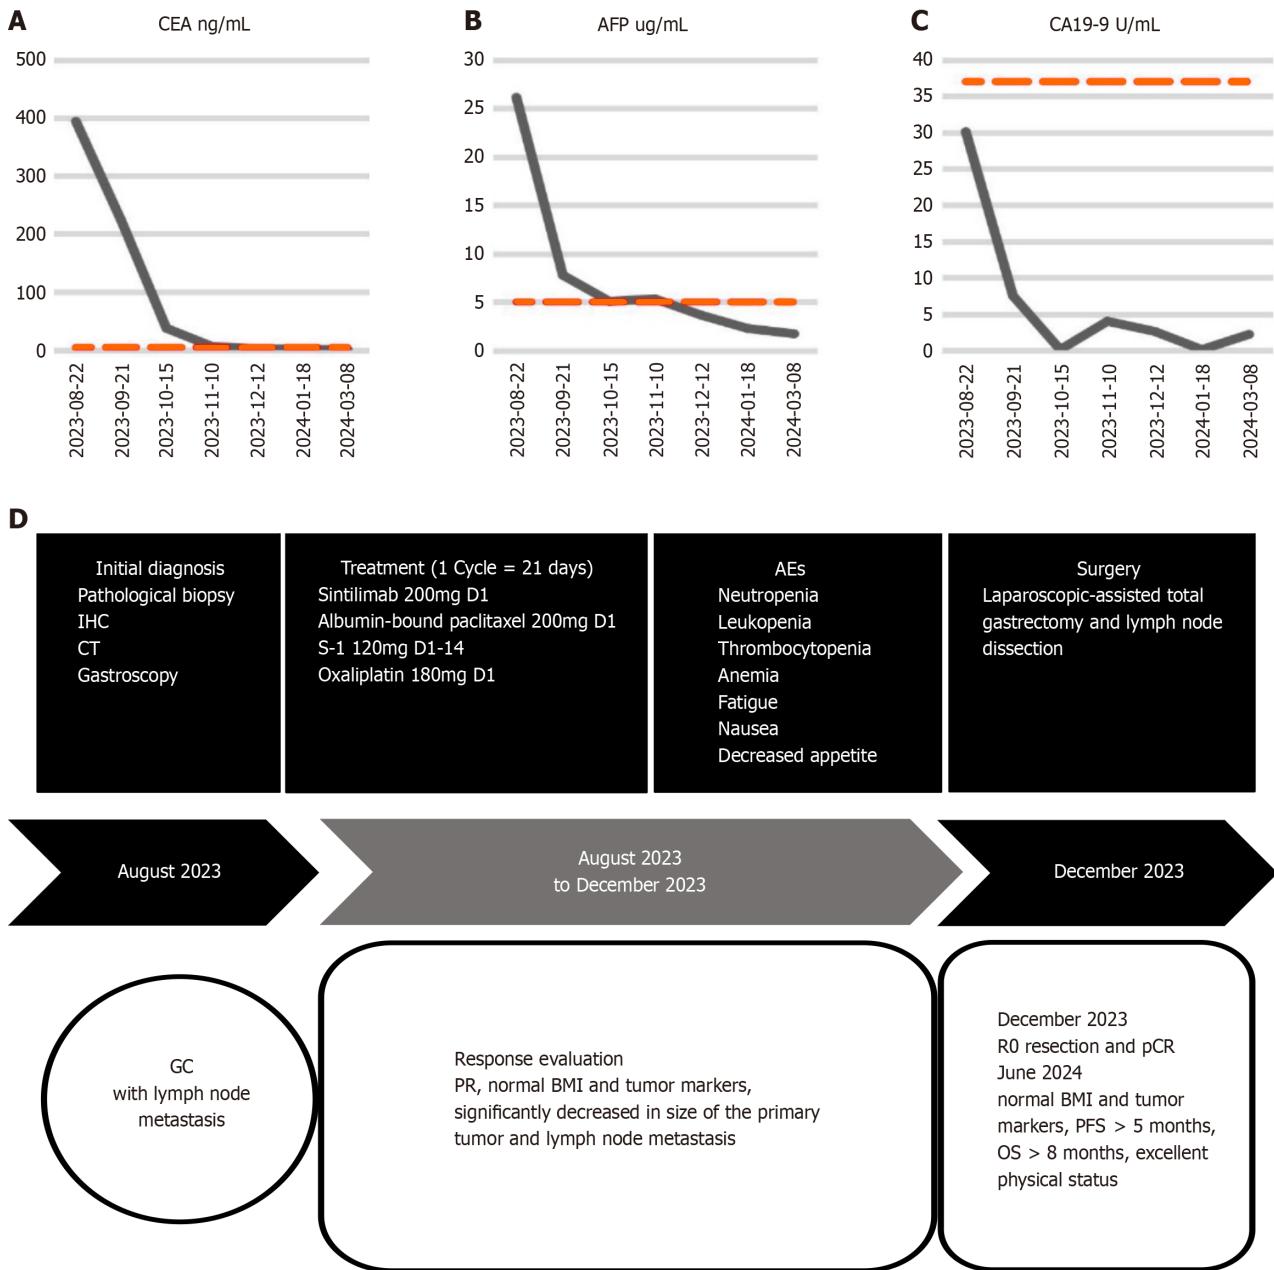 A
CEA ng/mL
500
400
300
200
100
0
2023-08-22
2023-09-21
2023-10-15
2023-11-10
2023-12-12
2024-01-18
2024-03-08
B
AFP ug/mL
30
25
20
15
10
5
0
2023-08-22
2023-09-21
2023-10-15
2023-11-10
2023-12-12
2024-01-18
2024-03-08
C
CA19-9 U/mL
40
35
30
25
20
15
10
5
0
2023-08-22
2023-09-21
2023-10-15
2023-11-10
2023-12-12
2024-01-18
2024-03-08
D
Initial diagnosis
Pathological biopsy
IHC
CT
Gastroscopy
Treatment (1 Cycle = 21 days)
Sintilimab 200mg D1
Albumin-bound paclitaxel 200mg D1
S-1 120mg D1-14
Oxaliplatin 180mg D1
AEs
Neutropenia
Leukopenia
Thrombocytopenia
Anemia
Fatigue
Nausea
Decreased appetite
Surgery
Laparoscopic-assisted total
gastrectomy and lymph node
dissection
August 2023
August 2023
to December 2023
December 2023
GC
with lymph node
metastasis
Response evaluation
PR, normal BMI and tumor markers,
significantly decreased in size of the primary
tumor and lymph node metastasis
December 2023
R0 resection and pCR
June 2024
normal BMI and tumor
markers, PFS > 5 months,
OS > 8 months, excellent
physical status